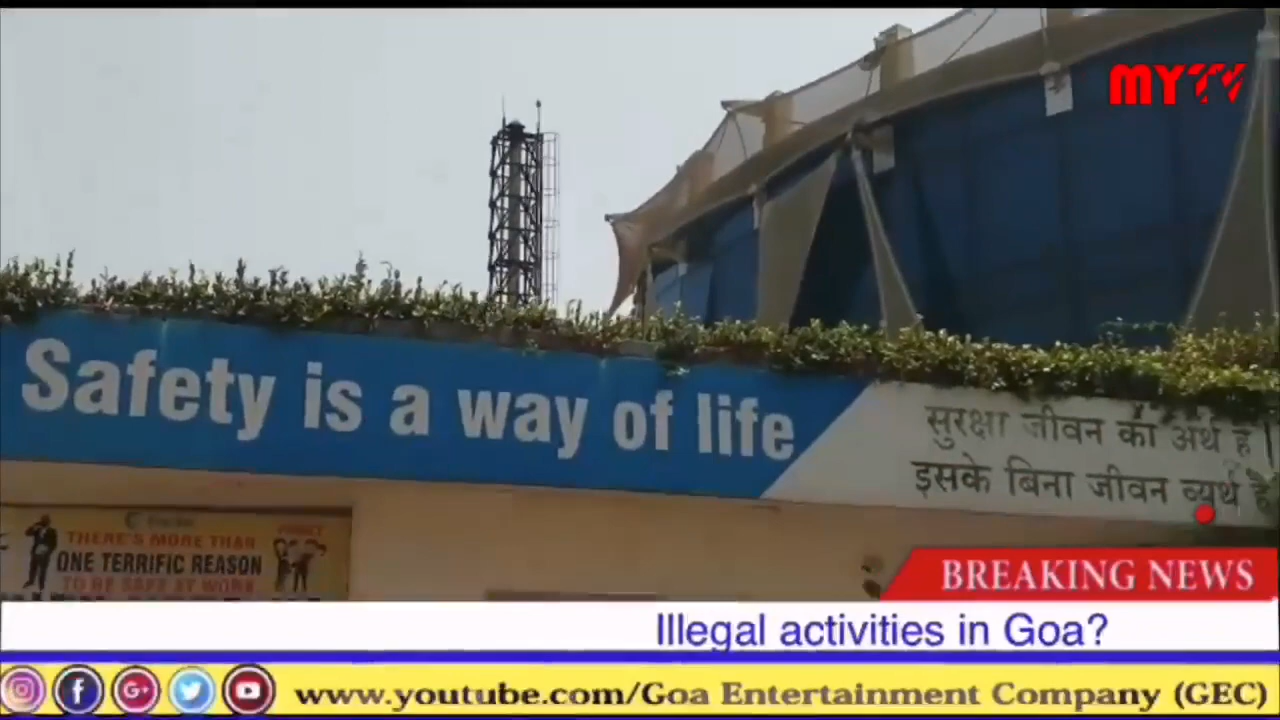 MYTV
Safety is a way of life
सुरक्षा जीवन का अर्थ है
इसके बिना जीवन व्यर्थ है
THERE'S MORE THAN
ONE TERRIFIC REASON
TO BE SAFE AT WORK
BREAKING NEWS
Illegal activities in Goa?
www.youtube.com/Goa Entertainment Company (GEC)